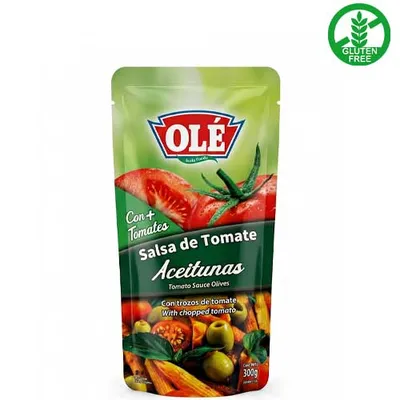 GLUTEN
FREE
OLÉ
Con +
Tomates
Salsa de Tomate
Aceitunas
Tomato Sauce Olives
Con trozos de tomate
With chopped tomato
300g